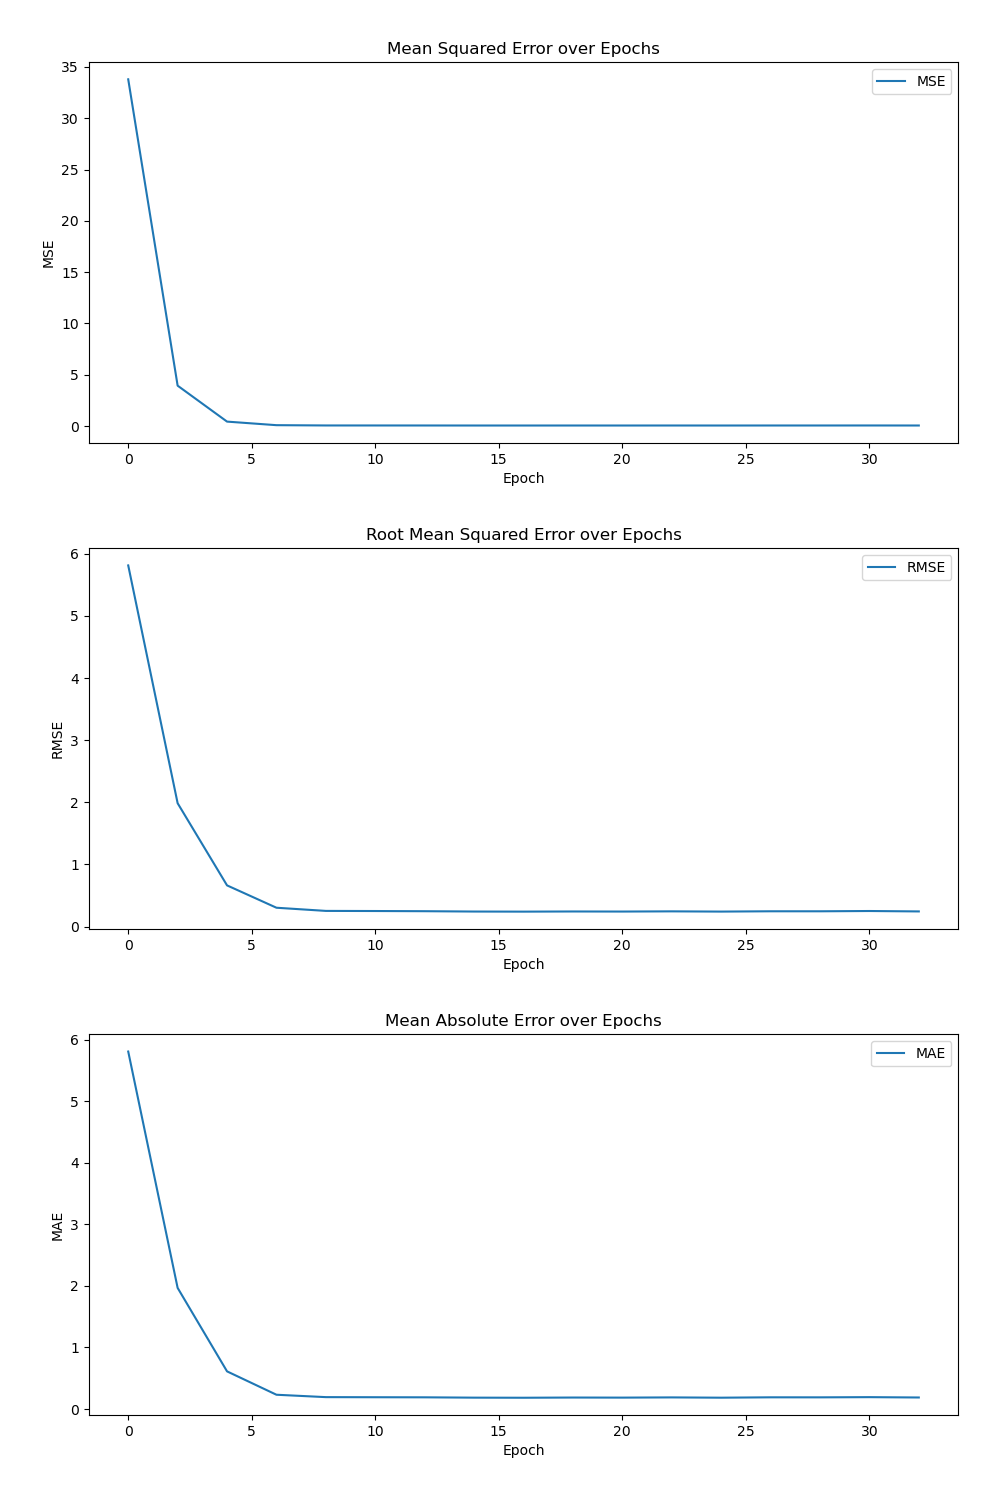 Mean Squared Error over Epochs
35
30
25
20
15
10
5
0
MSE
MSE
0 5 10 15 20 25 30
Epoch
Root Mean Squared Error over Epochs
6
5
4
3
2
1
0
RMSE
RMSE
0 5 10 15 20 25 30
Epoch
Mean Absolute Error over Epochs
6
5
4
3
2
1
0
MAE
MAE
0 5 10 15 20 25 30
Epoch